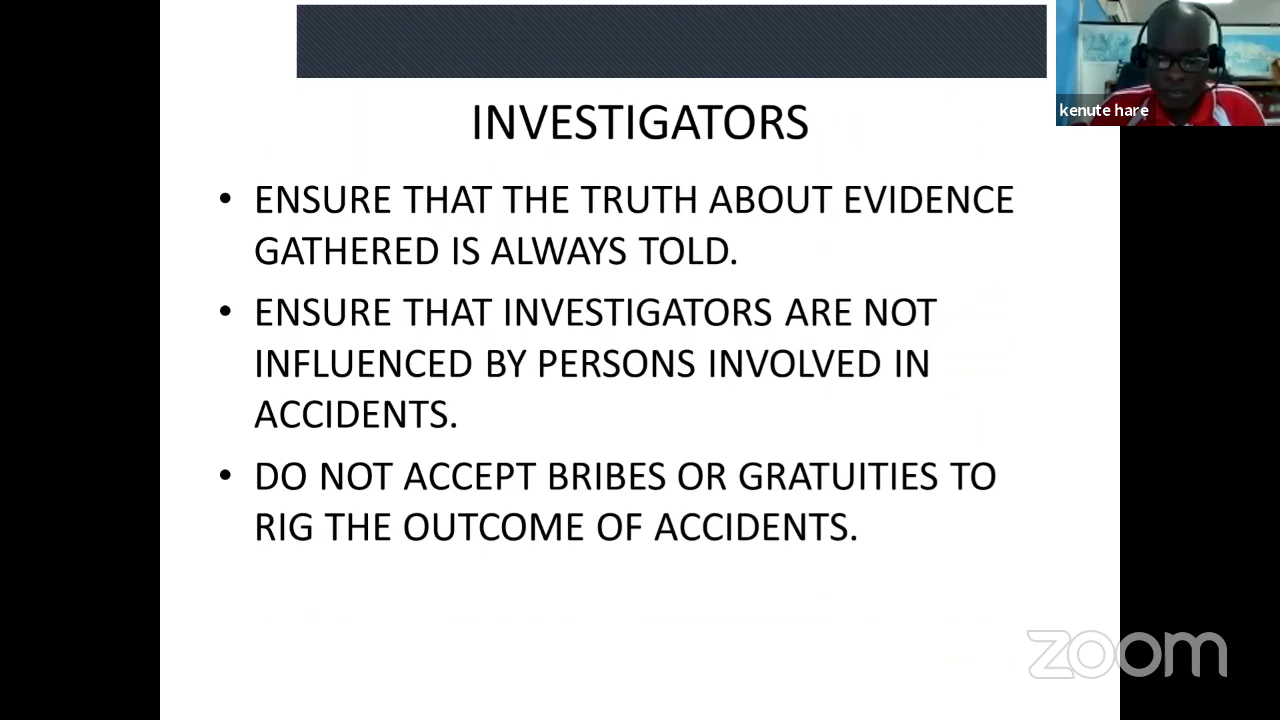 INVESTIGATORS
• ENSURE THAT THE TRUTH ABOUT EVIDENCE
GATHERED IS ALWAYS TOLD.
• ENSURE THAT INVESTIGATORS ARE NOT
INFLUENCED BY PERSONS INVOLVED IN
ACCIDENTS.
• DO NOT ACCEPT BRIBES OR GRATUITIES TO
RIG THE OUTCOME OF ACCIDENTS.
kenute hare
zoom